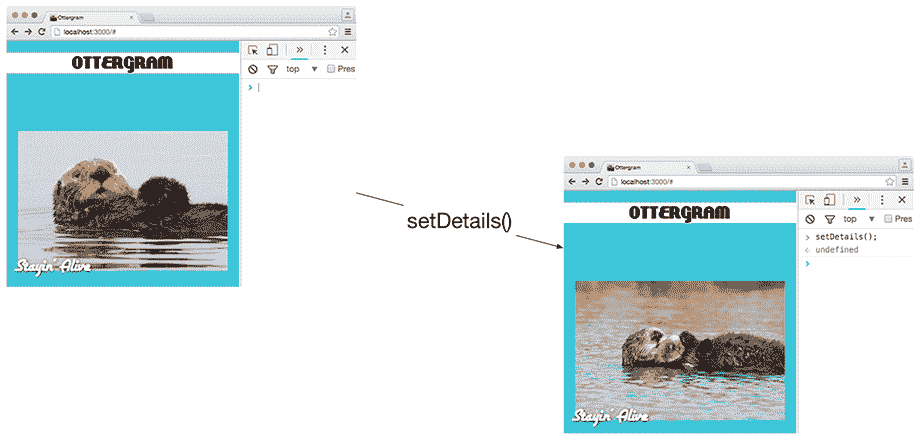 Ottergram
localhost:3000/#
OTTERGRAM
top
Pres
Stayin' Alive
setDetails()
Ottergram
localhost:3000/#
OTTERGRAM
top
Pres
setDetails();
undefined
Stayin' Alive